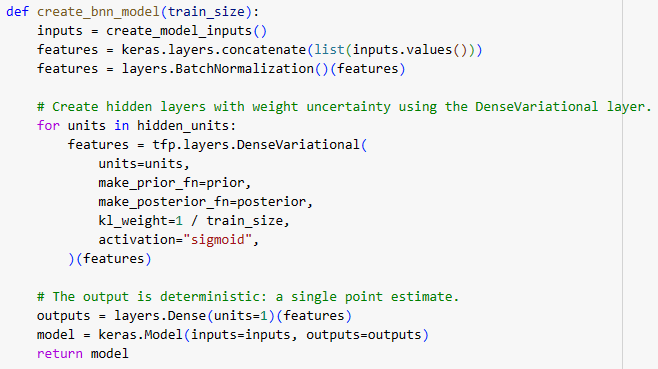 def create_bnn_model(train_size):
    inputs = create_model_inputs()
    features = keras.layers.concatenate(list(inputs.values()))
    features = layers.BatchNormalization()(features)

    # Create hidden layers with weight uncertainty using the DenseVariational layer.
    for units in hidden_units:
        features = tfp.layers.DenseVariational(
            units=units,
            make_prior_fn=prior,
            make_posterior_fn=posterior,
            kl_weight=1 / train_size,
            activation="sigmoid",
        )(features)

    # The output is deterministic: a single point estimate.
    outputs = layers.Dense(units=1)(features)
    model = keras.Model(inputs=inputs, outputs=outputs)
    return model